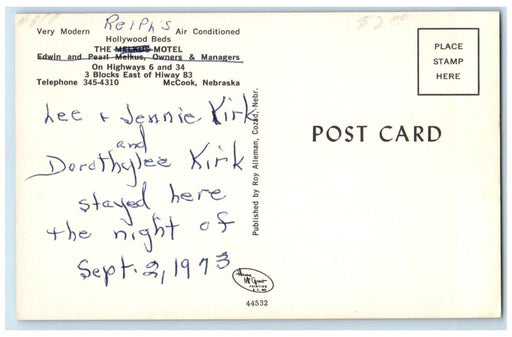 $2.00
Reiph's
Very Modern Air Conditioned
Hollywood Beds
THE MELKUS MOTEL
Edwin and Pearl Melkus, Owners & Managers
On Highways 6 and 34
3 Blocks East of Hiway 83
Telephone 345-4310 McCook, Nebraska
Lee + Jennie Kirk
and
Dorothylee Kirk
stayed here
the night of
Sept. 2, 1973
Published by Roy Alleman, Cozad, Nebr.
PLACE
STAMP
HERE
POST CARD
44532